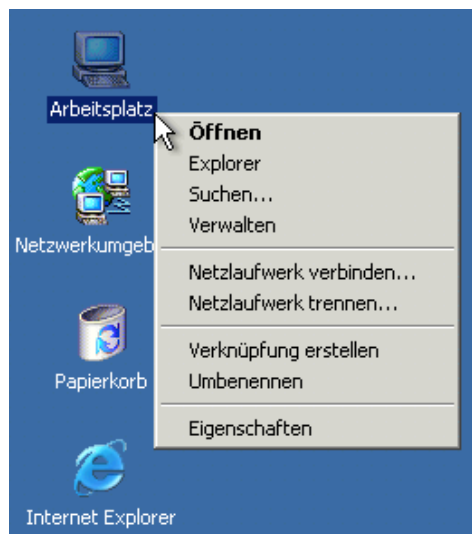 Arbeitsplatz
Öffnen
Explorer
Suchen...
Verwalten
Netzlaufwerk verbinden...
Netzlaufwerk trennen...
Verknüpfung erstellen
Umbenennen
Eigenschaften
Netzwerkumgeb
Papierkorb
Internet Explorer